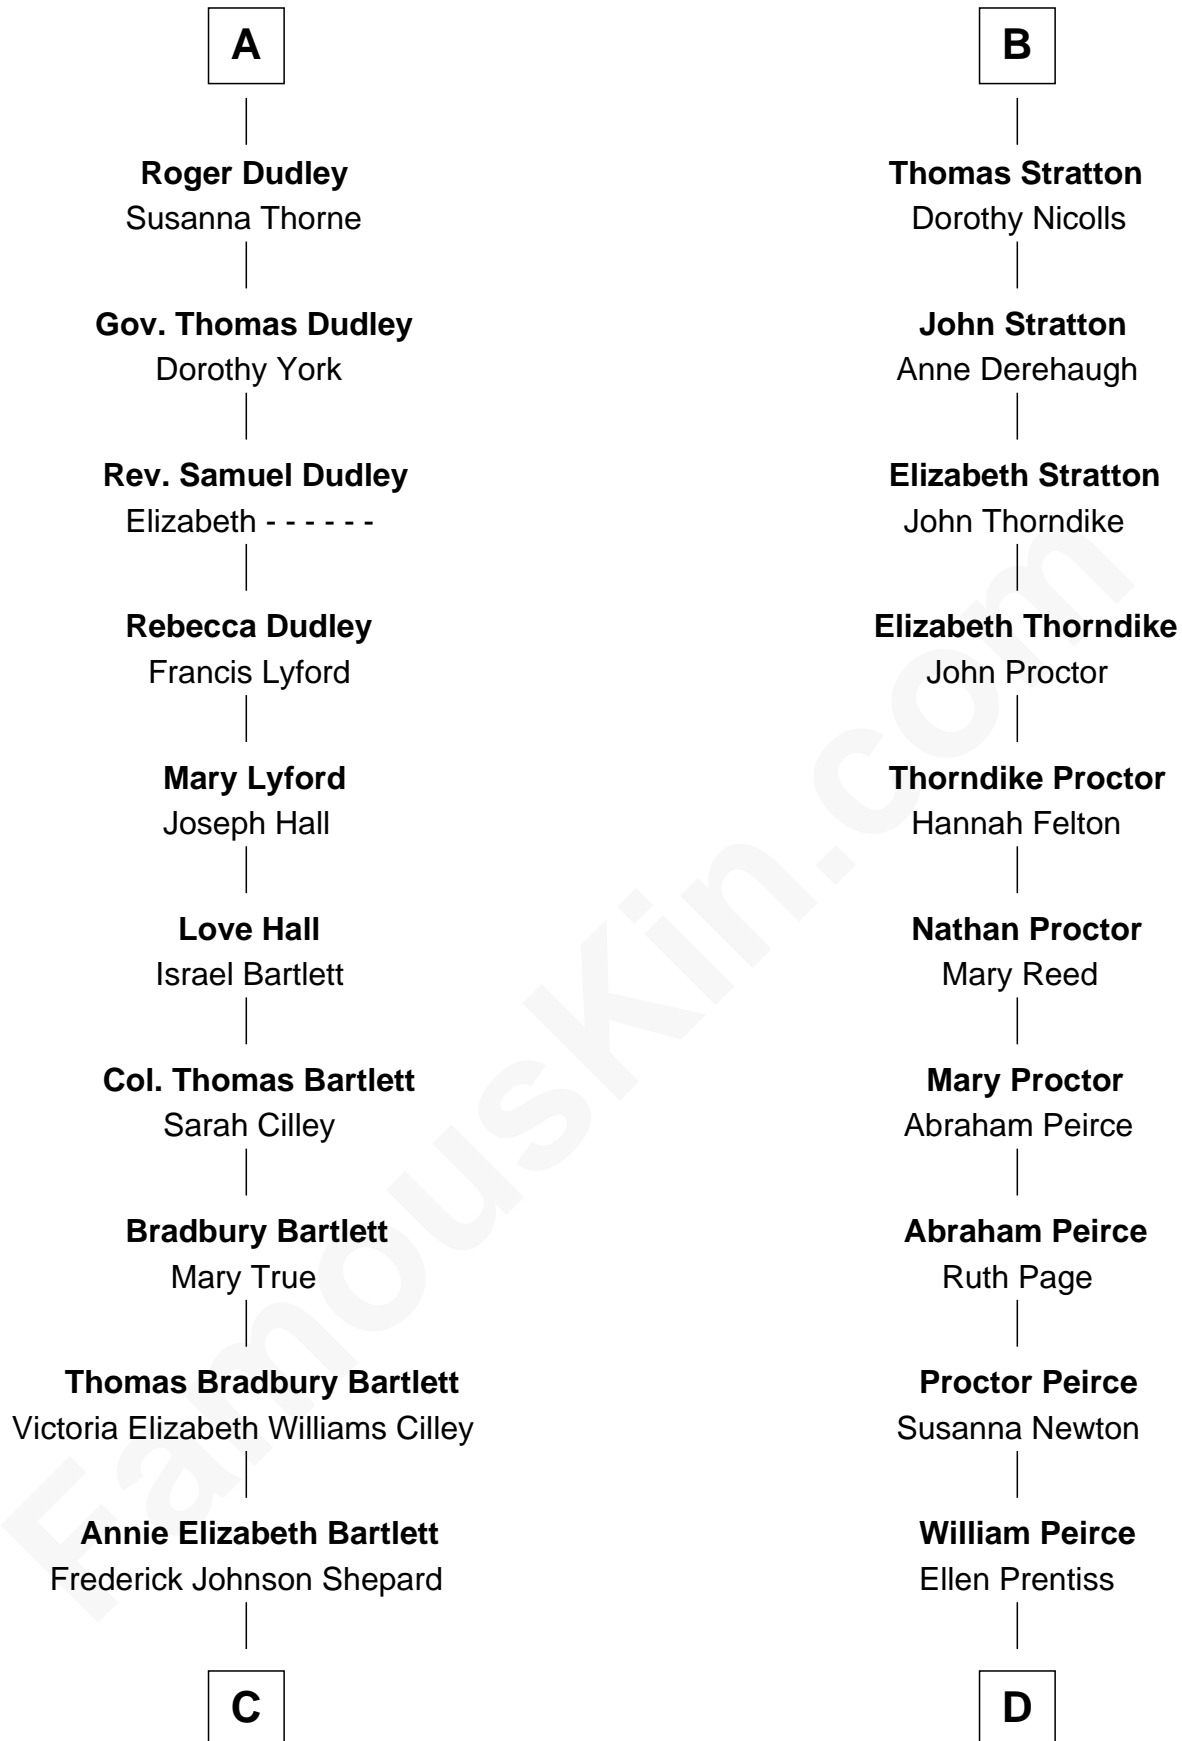 A
Roger Dudley
Susanna Thorne
Gov. Thomas Dudley
Dorothy York
Rev. Samuel Dudley
Elizabeth - - - - - -
Rebecca Dudley
Francis Lyford
Mary Lyford
Joseph Hall
Love Hall
Israel Bartlett
Col. Thomas Bartlett
Sarah Cilley
Bradbury Bartlett
Mary True
Thomas Bradbury Bartlett
Victoria Elizabeth Williams Cilley
Annie Elizabeth Bartlett
Frederick Johnson Shepard
C
B
Thomas Stratton
Dorothy Nicolls
John Stratton
Anne Derehaugh
Elizabeth Stratton
John Thorndike
Elizabeth Thorndike
John Proctor
Thorndike Proctor
Hannah Felton
Nathan Proctor
Mary Reed
Mary Proctor
Abraham Peirce
Abraham Peirce
Ruth Page
Proctor Peirce
Susanna Newton
William Peirce
Ellen Prentiss
D
FamousKin.com